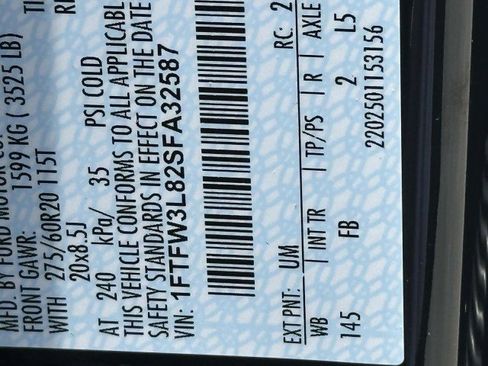 MFD. BY FORD MOTOR CO.
FRONT GAWR:
1599 KG ( 3525 LB)
WITH 275/60R20 115T
20x8.5J
AT 240 kPa/ 35 PSI COLD
THIS VEHICLE CONFORMS TO ALL APPLICABL
SAFETY STANDARDS IN EFFECT ON THE DATE
VIN: 1FTFW3L82SFA32587
EXT PNT: UM RC: 2
WB | INT TR | TP/PS | R | AXLE
145 FB 2 L5
2202501153156